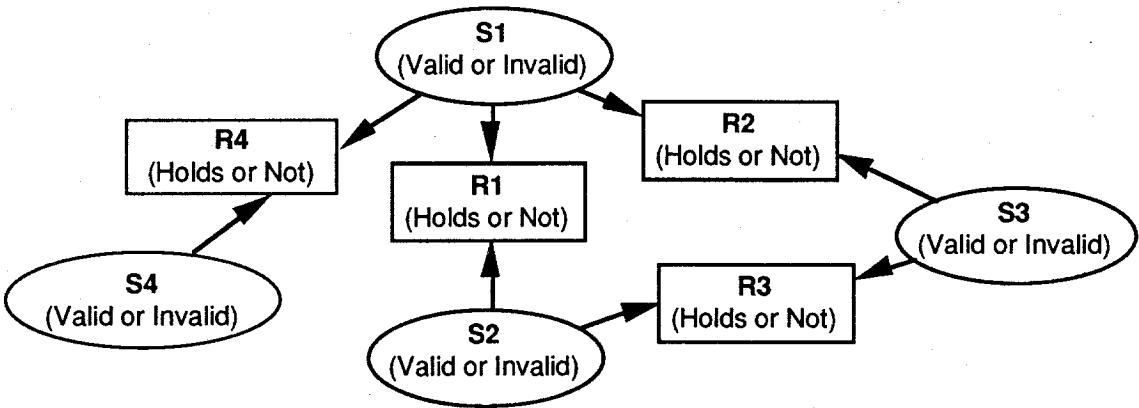 S1
(Valid or Invalid)
R4
(Holds or Not)
R1
(Holds or Not)
R2
(Holds or Not)
S3
(Valid or Invalid)
S4
(Valid or Invalid)
S2
(Valid or Invalid)
R3
(Holds or Not)